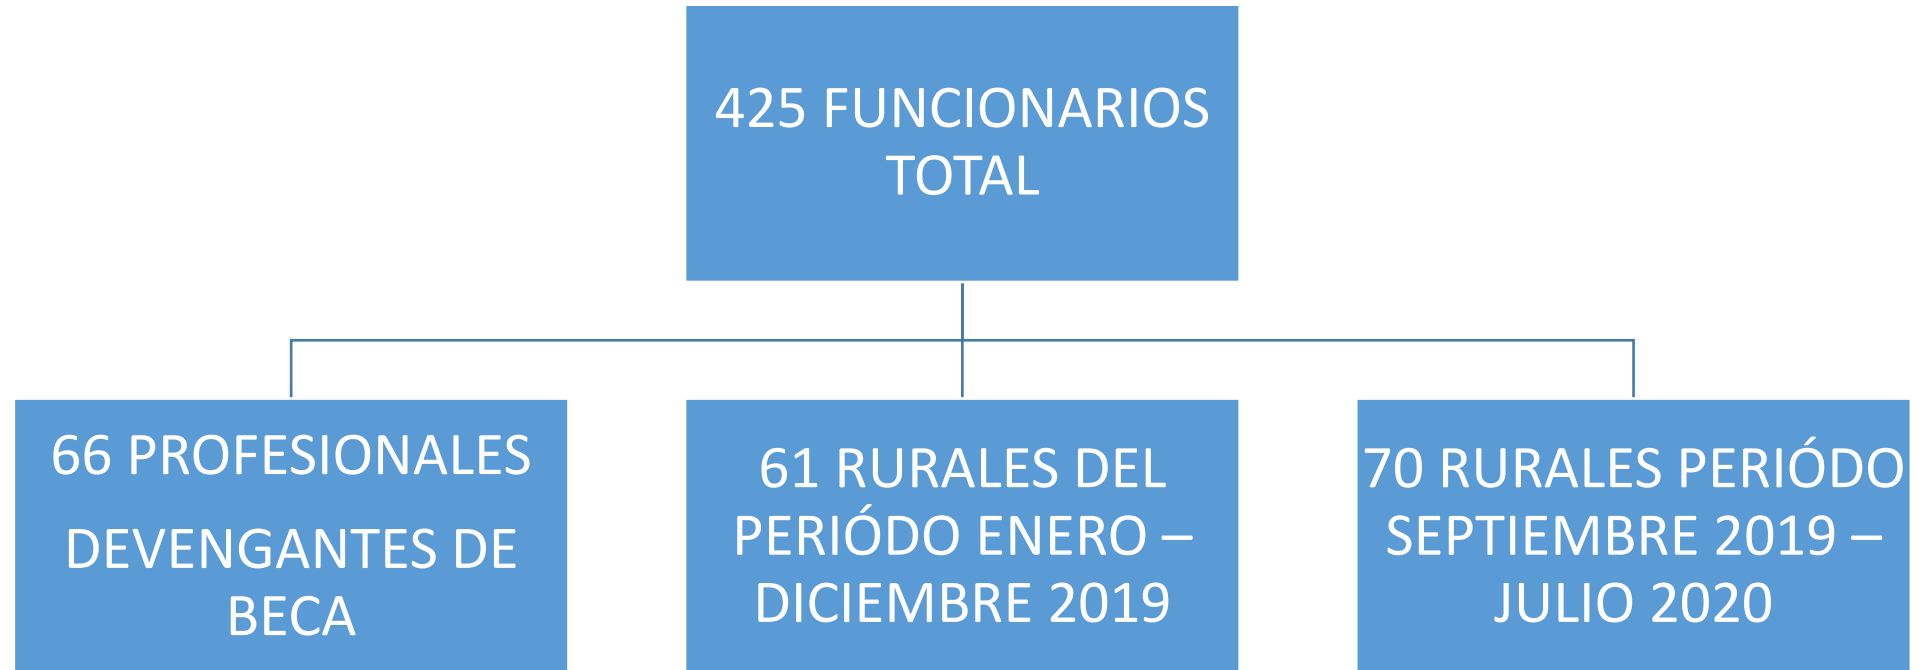 425 FUNCIONARIOS
TOTAL
66 PROFESIONALES
DEVENGANTES DE
BECA
61 RURALES DEL
PERIÓDO ENERO –
DICIEMBRE 2019
70 RURALES PERIÓDO
SEPTIEMBRE 2019 –
JULIO 2020